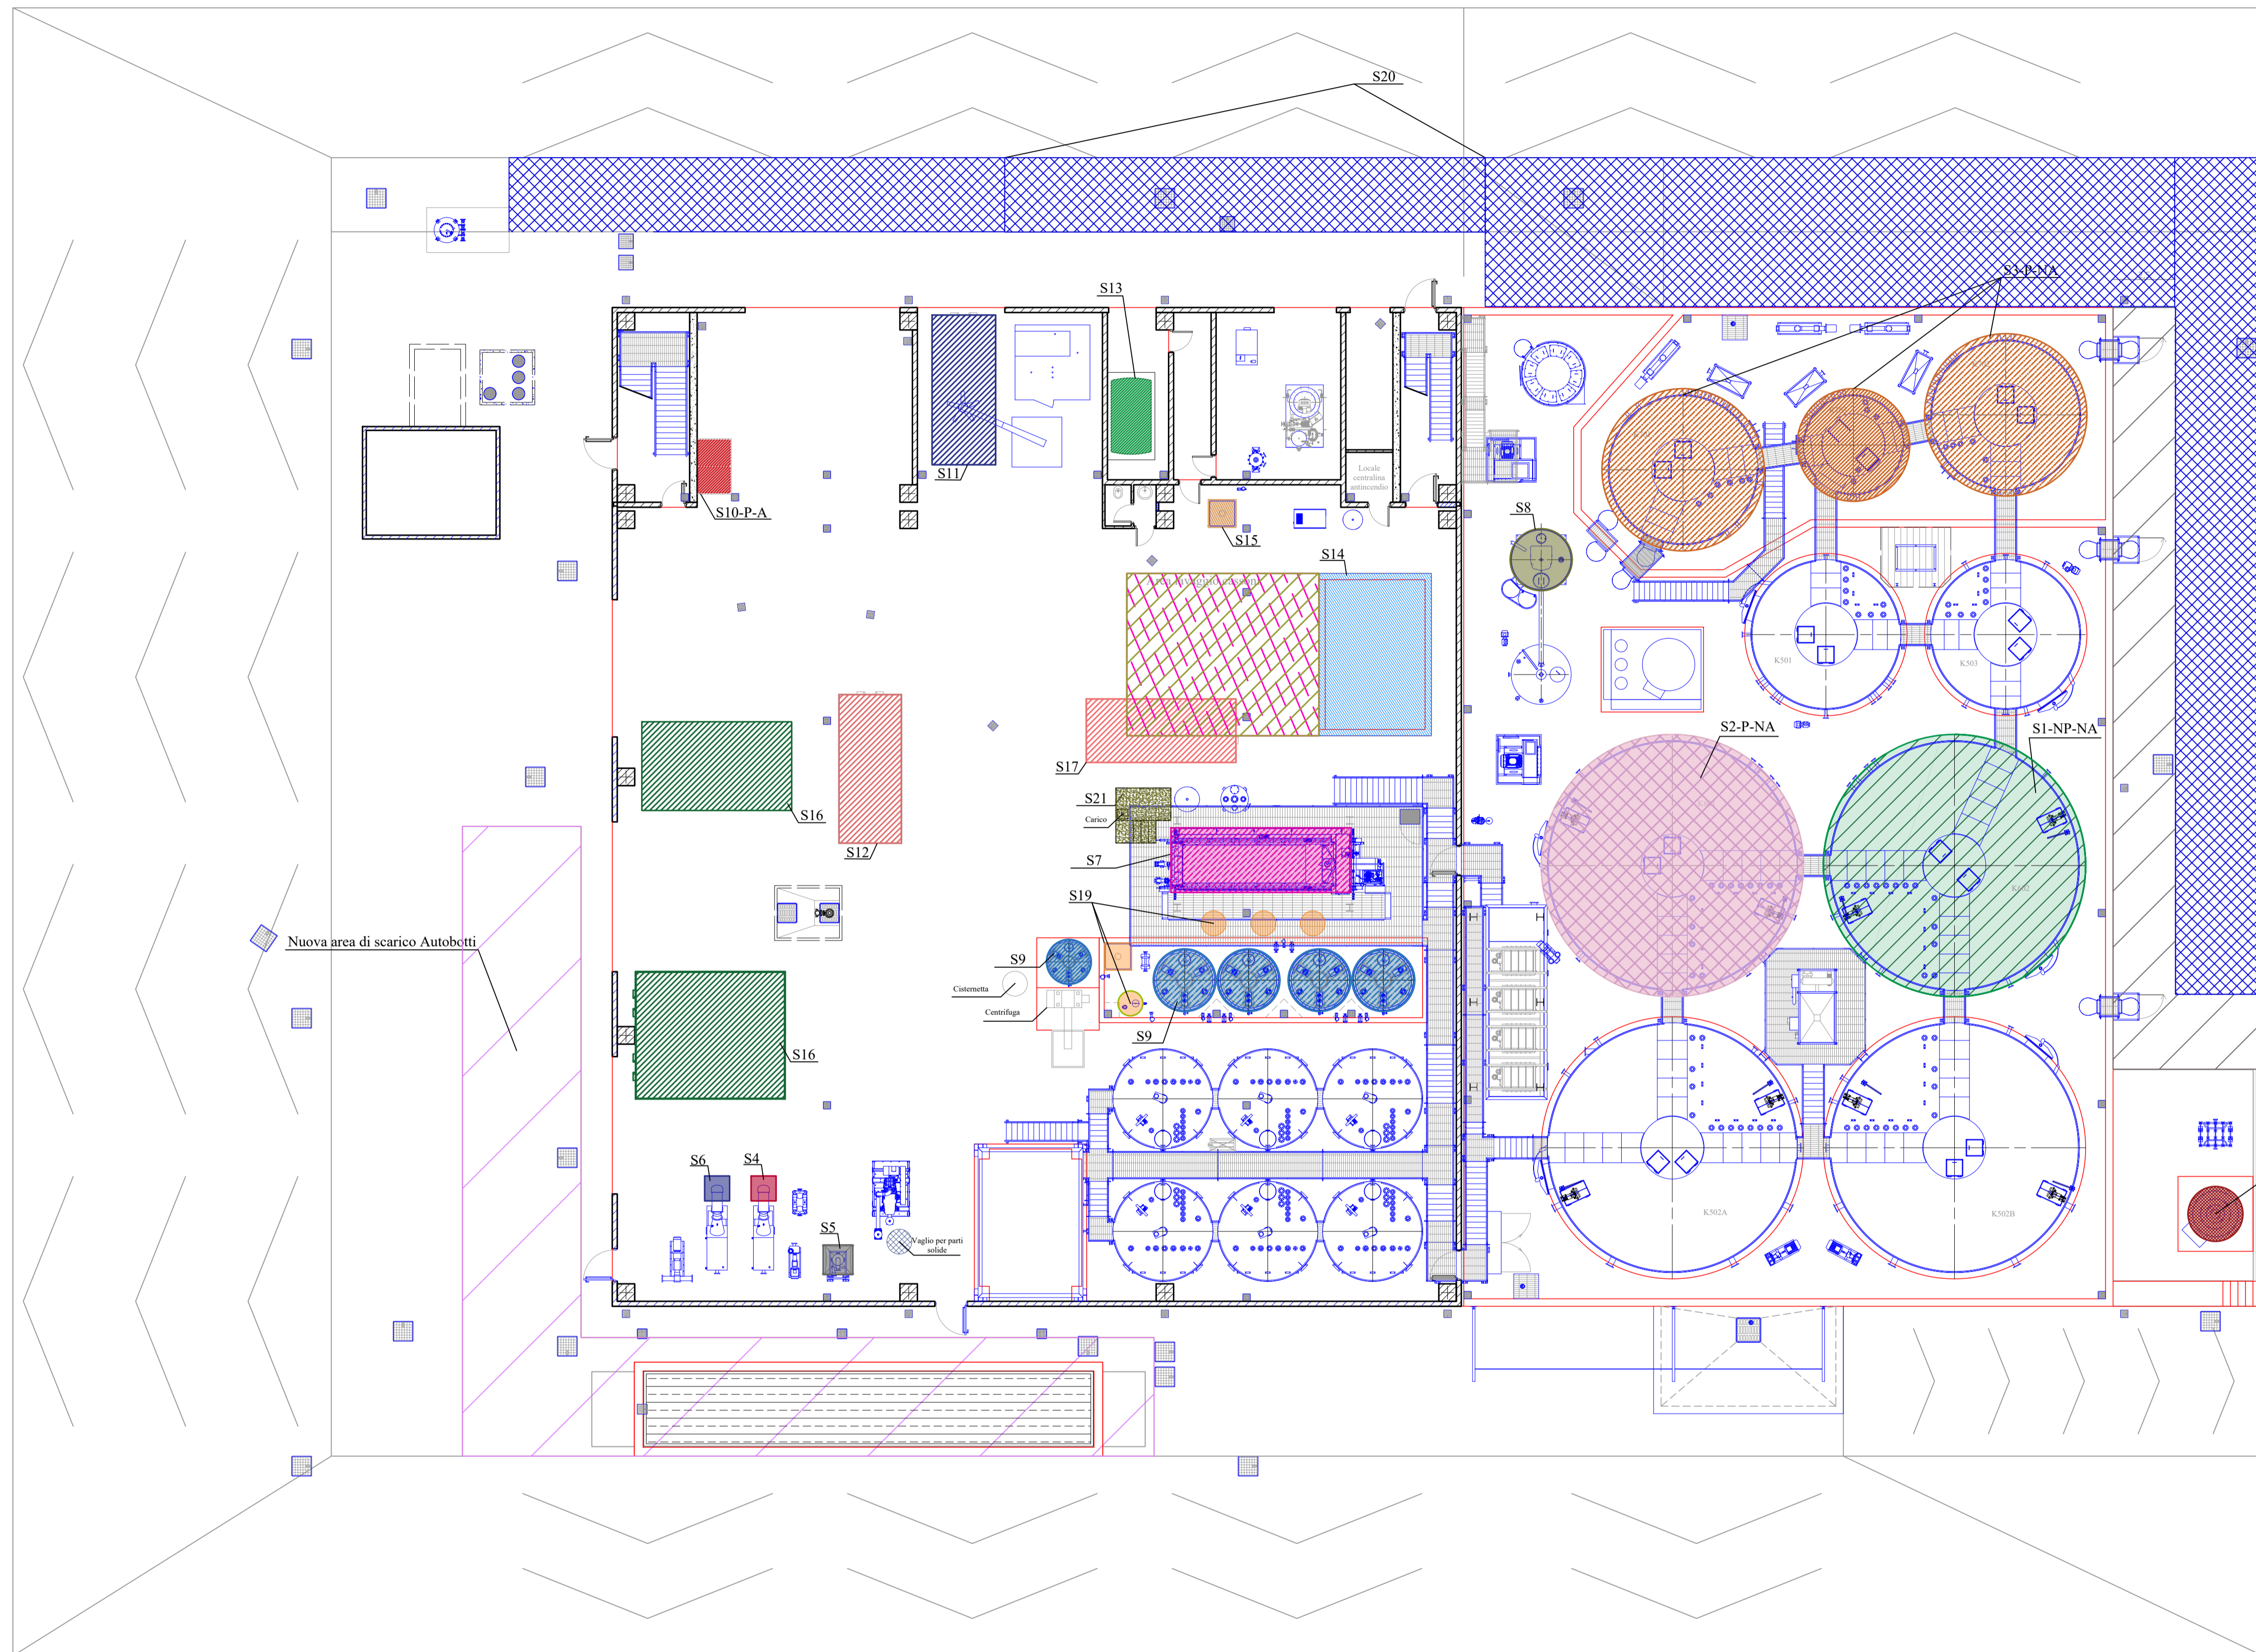 S20
S3-P-NA
S13
S11
S10-P-A
Locale
centralina
antincendio
S15
S8
S14
K501
K503
S2-P-NA
S1-NP-NA
S17
S16
S12
S21
Carico
S7
K602
S19
Nuova area di scarico Autobotti
S9
Cisternetta
Centrifuga
S9
S16
S6
S4
S5
Vaglio per parti
solide
K502A
K502B